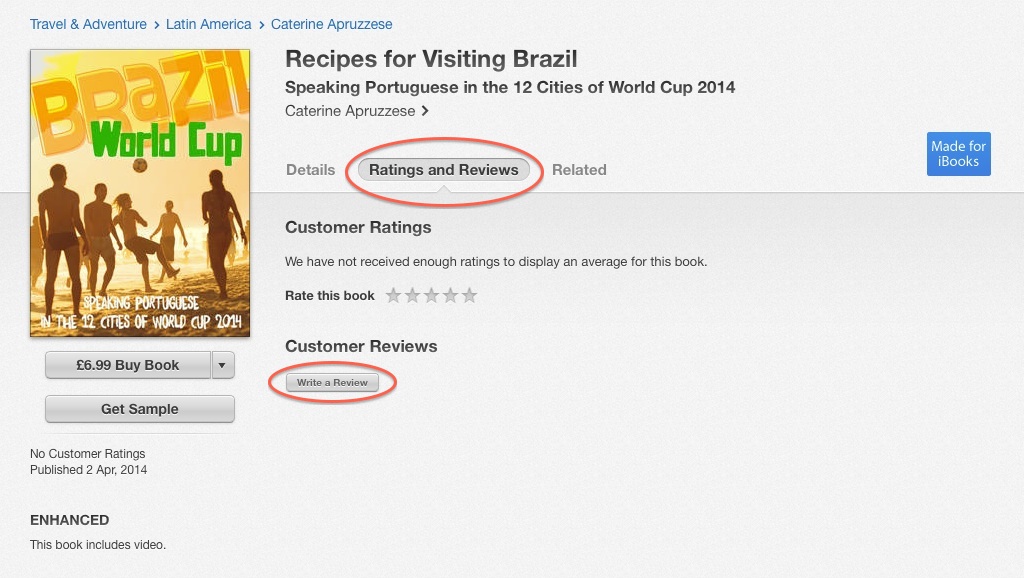 Travel & Adventure > Latin America > Caterine Apruzzese
Brazil
World Cup
SPEAKING PORTUGUESE
IN THE 12 CITIES OF WORLD CUP 2014
Recipes for Visiting Brazil
Speaking Portuguese in the 12 Cities of World Cup 2014
Caterine Apruzzese >
Details Ratings and Reviews Related
Made for
iBooks
Customer Ratings
We have not received enough ratings to display an average for this book.
Rate this book
Customer Reviews
Write a Review
£6.99 Buy Book
Get Sample
No Customer Ratings
Published 2 Apr, 2014
ENHANCED
This book includes video.